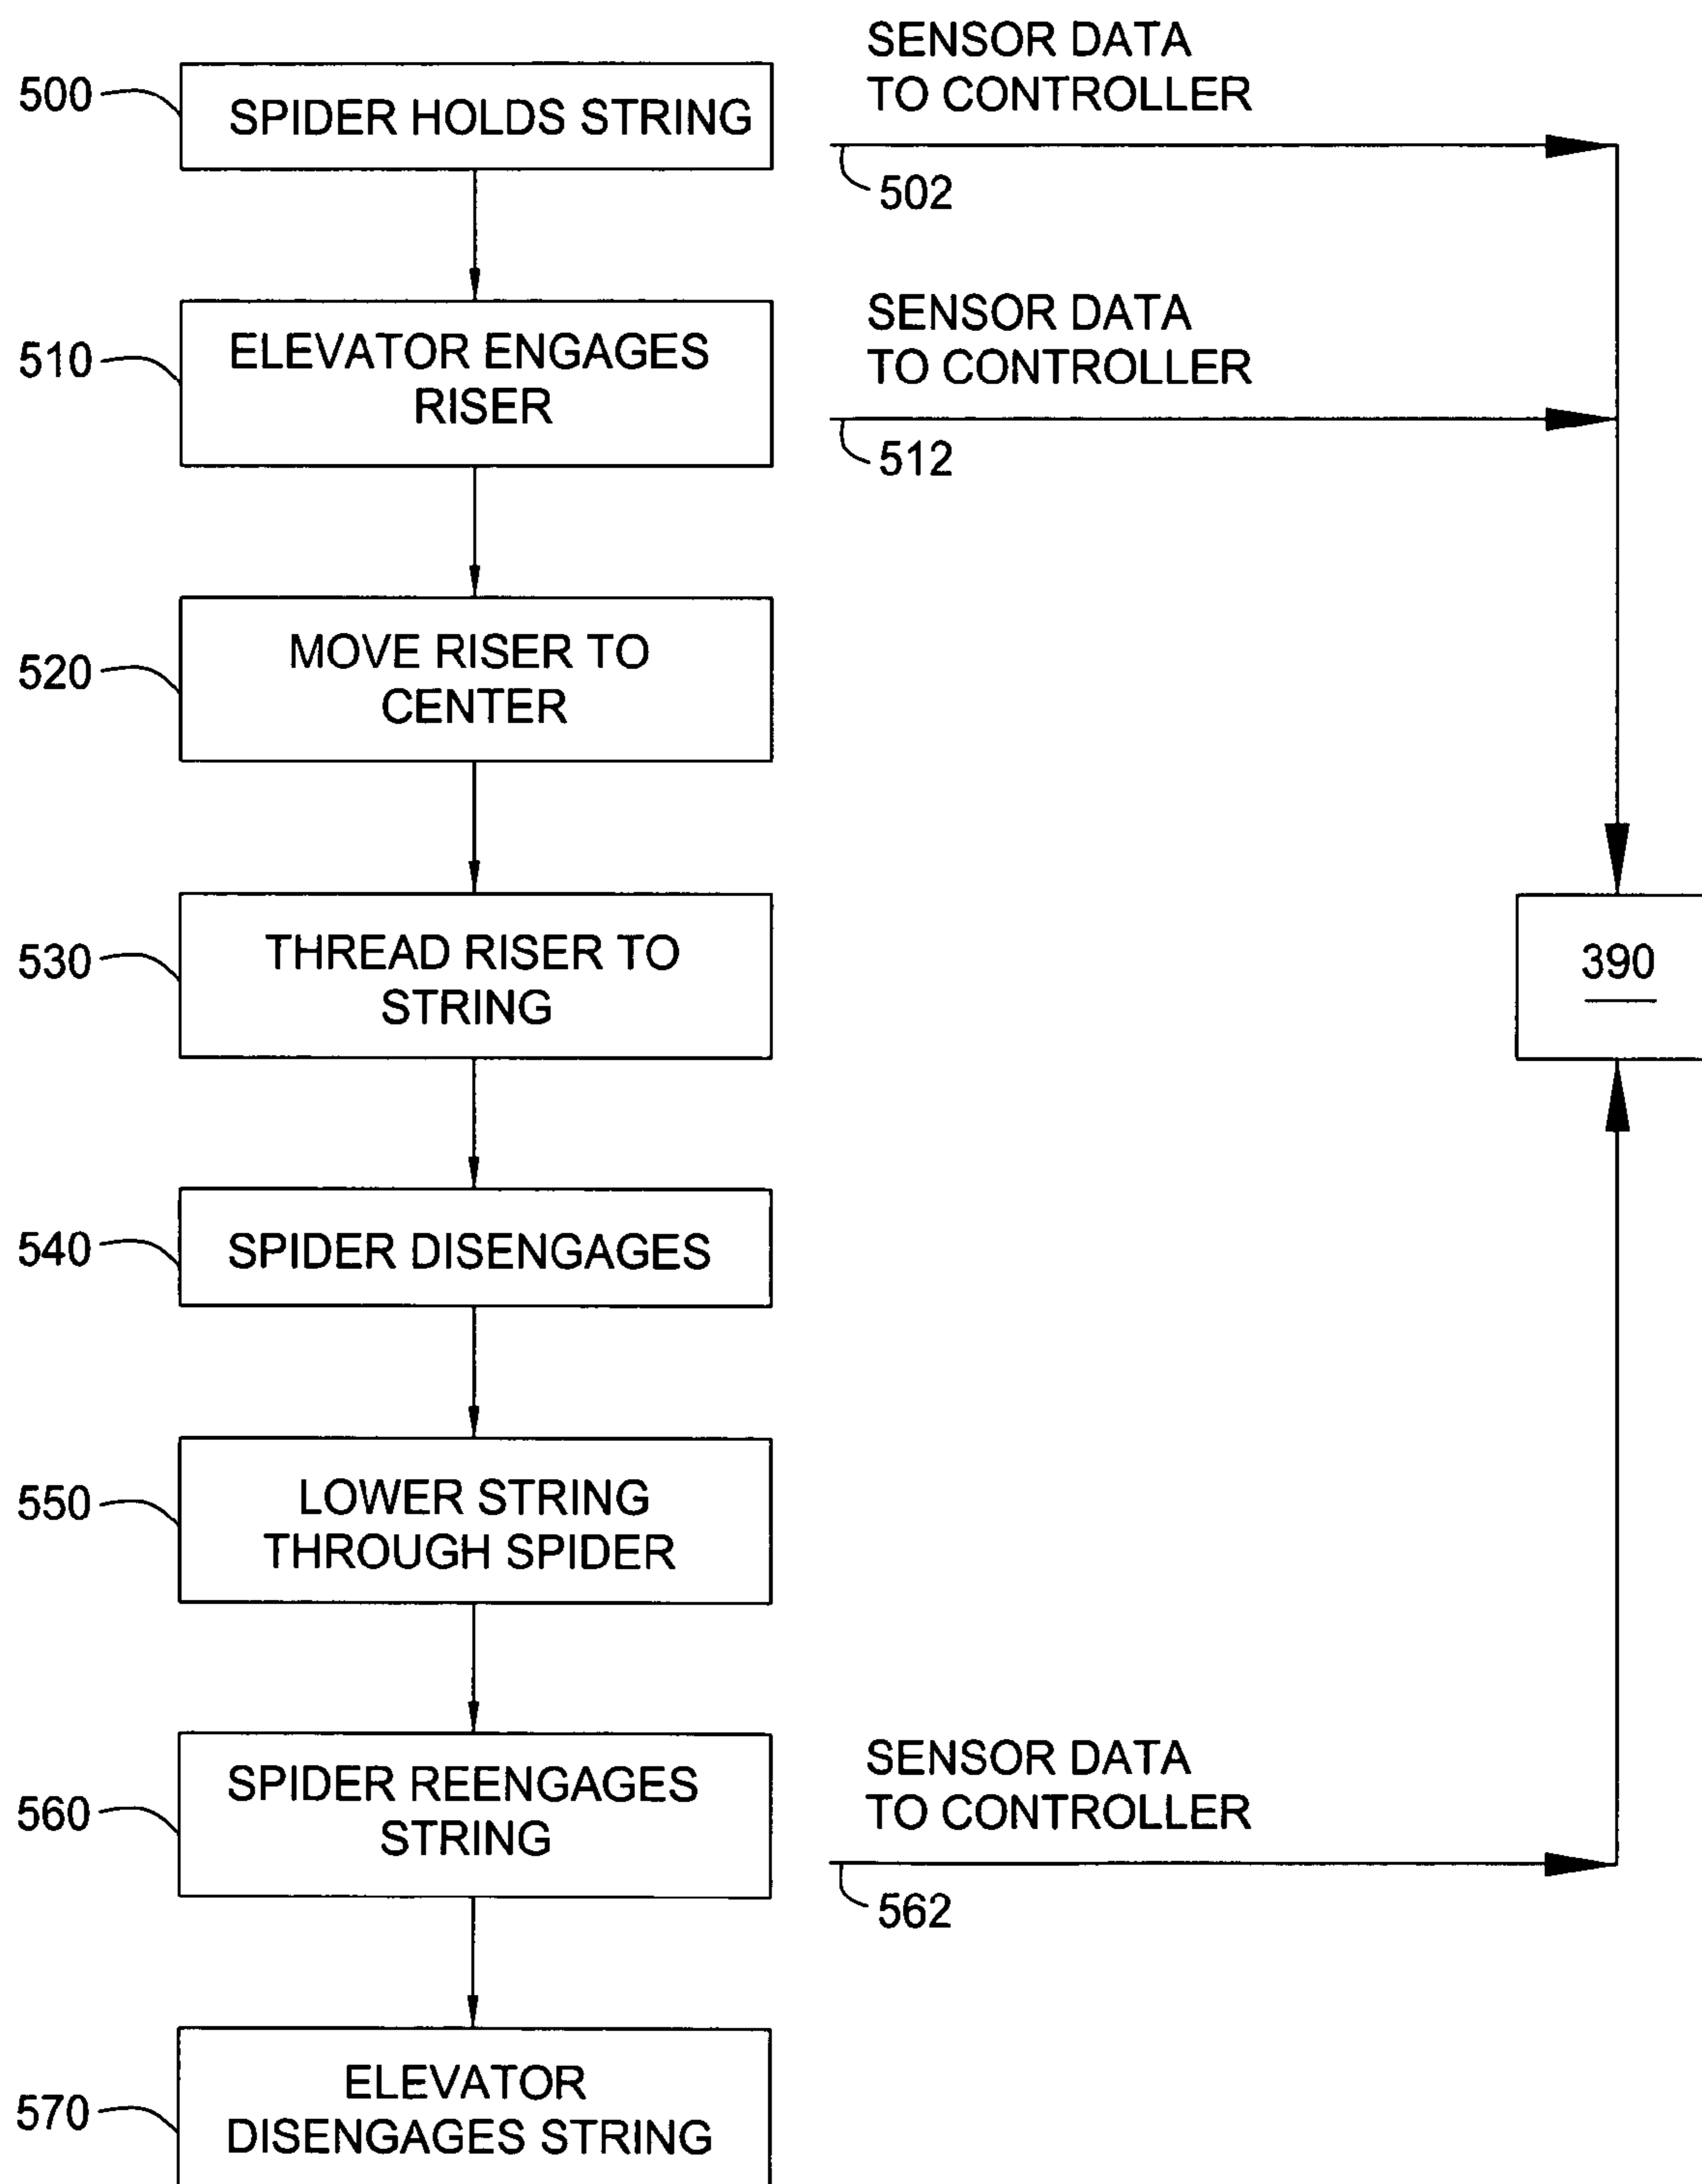 SENSOR DATA
TO CONTROLLER
500
SPIDER HOLDS STRING
502
SENSOR DATA
TO CONTROLLER
510
ELEVATOR ENGAGES
RISER
512
520
MOVE RISER TO
CENTER
530
THREAD RISER TO
STRING
390
540
SPIDER DISENGAGES
550
LOWER STRING
THROUGH SPIDER
560
SPIDER REENGAGES
STRING
SENSOR DATA
TO CONTROLLER
562
570
ELEVATOR
DISENGAGES STRING